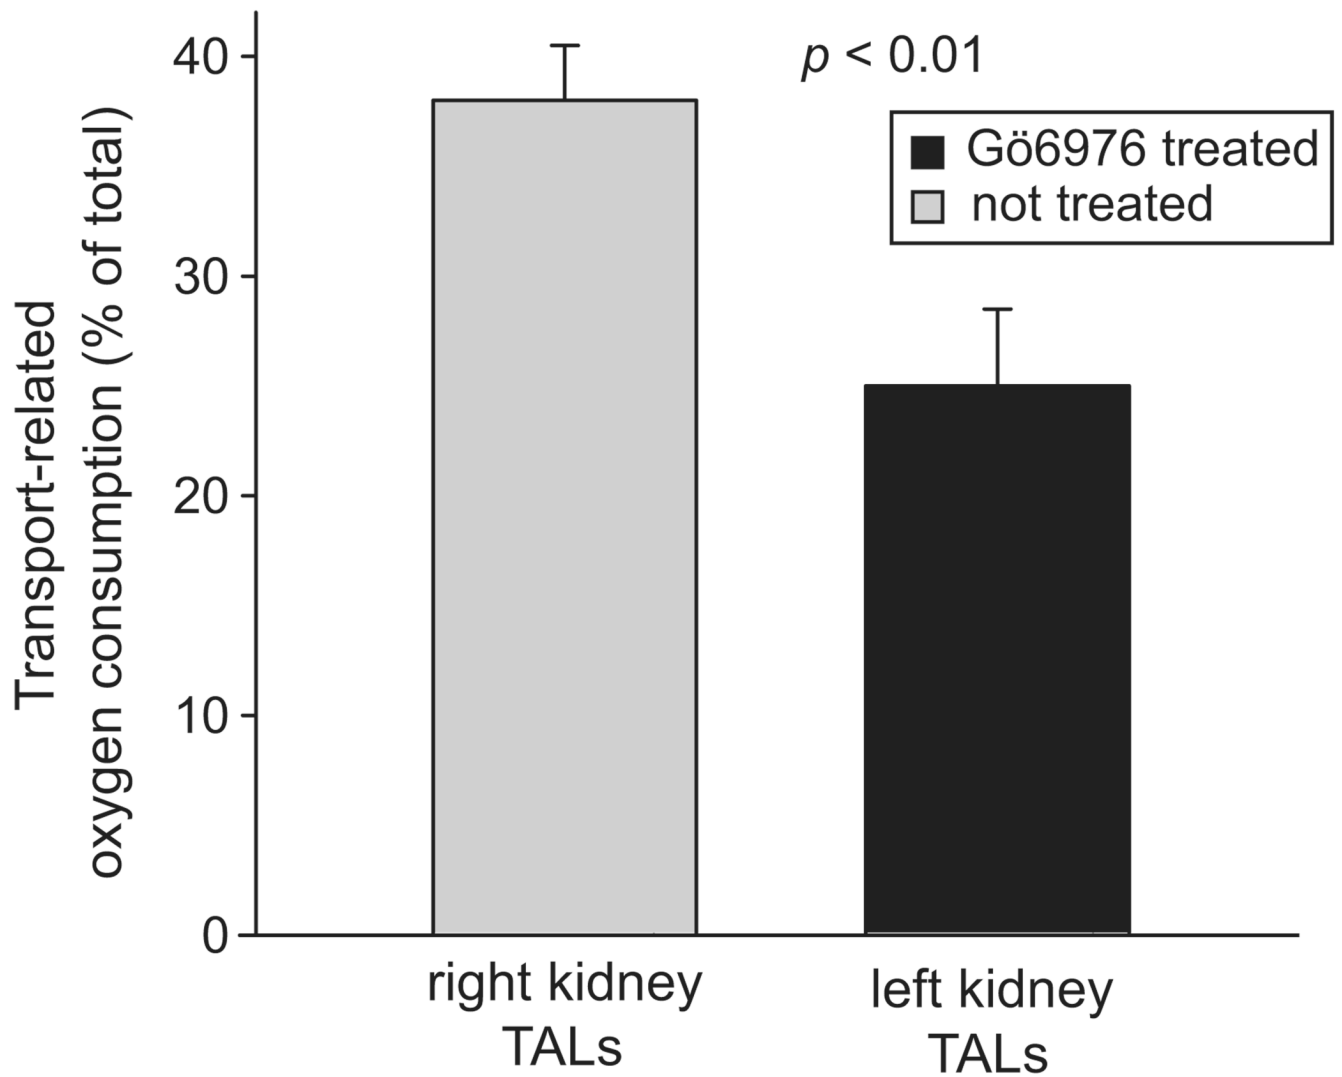 Transport-related
oxygen consumption (% of total)
40
30
20
10
0
p < 0.01
Gö6976 treated
not treated
right kidney
TALs
left kidney
TALs